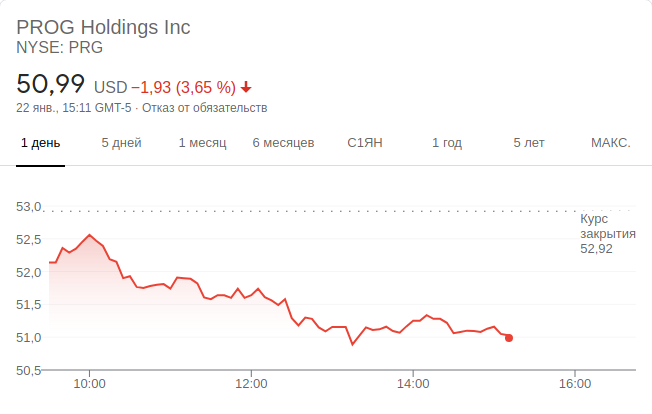 PROG Holdings Inc
NYSE: PRG
50,99 USD −1,93 (3,65 %)
22 янв., 15:11 GMT-5 · Отказ от обязательств
1 день 5 дней 1 месяц 6 месяцев С1ЯН 1 год 5 лет МАКС.
53,0
Курс
закрытия
52,92
52,5
52,0
51,5
51,0
50,5
10:00 12:00 14:00 16:00